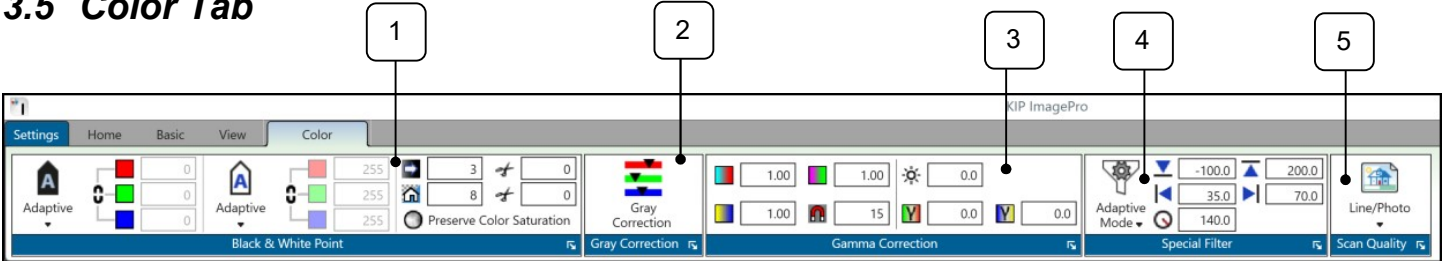 3.5 Color Tab
1
2
3
4
5
KIP ImagePro
Settings Home Basic View Color
A 0 A 255 3 0 1.00 1.00 0.0 -100.0 200.0
Adaptive 0 Adaptive 255 8 0 Gray Correction 1.00 15 Y 0.0 Y 0.0 Adaptive Mode 35.0 70.0 Line/Photo
0 255 Preserve Color Saturation 140.0
Black & White Point Gray Correction Gamma Correction Special Filter Scan Quality